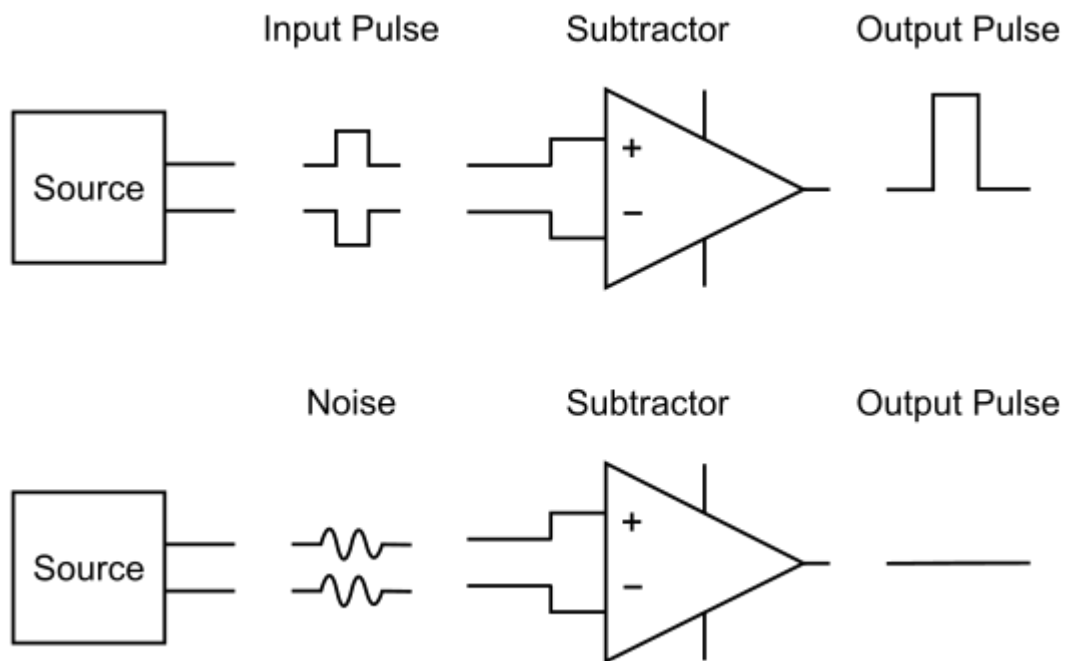 Input Pulse
Subtractor
Output Pulse
Source
+
−
Noise
Subtractor
Output Pulse
Source
+
−